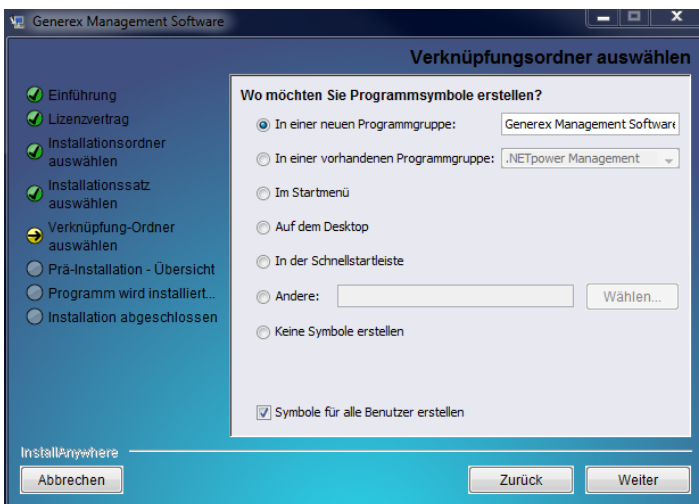 Generex Management Software
Verknüpfungsordner auswählen
Einführung
Lizenzvertrag
Installationsordner
auswählen
Installationssatz
auswählen
Verknüpfung-Ordner
auswählen
Prä-Installation - Übersicht
Programm wird installiert...
Installation abgeschlossen
Wo möchten Sie Programmsymbole erstellen?
In einer neuen Programmgruppe: Generex Management Software
In einer vorhandenen Programmgruppe: .NETpower Management
Im Startmenü
Auf dem Desktop
In der Schnellstartleiste
Andere: Wählen...
Keine Symbole erstellen
Symbole für alle Benutzer erstellen
InstallAnywhere
Abbrechen Zurück Weiter